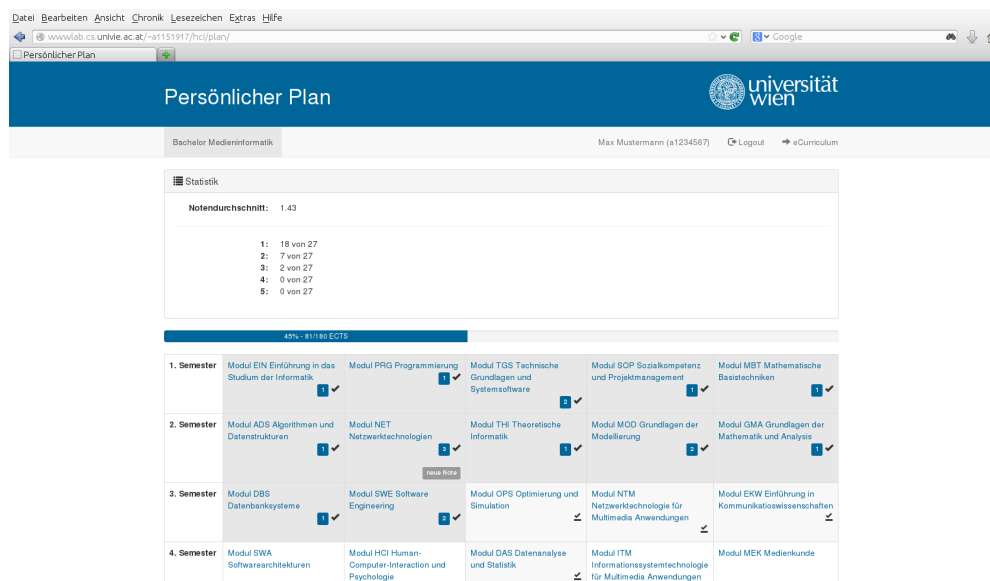 Datei Bearbeiten Ansicht Chronik Lesezeichen Extras Hilfe
wwwlab.cs.univie.ac.at/~a1151917/hci/plan/
Google
Persönlicher Plan
Persönlicher Plan
universität
wien
Bachelor Medieninformatik
Max Mustermann (a1234567)
Logout
eCurriculum
Statistik
Notendurchschnitt: 1.43
1: 18 von 27
2: 7 von 27
3: 2 von 27
4: 0 von 27
5: 0 von 27
45% - 81/180 ECTS
1. Semester
Modul EIN Einführung in das
Studium der Informatik
1
Modul PRG Programmierung
1
Modul TGS Technische
Grundlagen und
Systemsoftware
2
Modul SOP Sozialkompetenz
und Projektmanagement
1
Modul MBT Mathematische
Basistechniken
1
2. Semester
Modul ADS Algorithmen und
Datenstrukturen
1
Modul NET
Netzwerktechnologien
3
neue Note
Modul THI Theoretische
Informatik
1
Modul MOD Grundlagen der
Modellierung
2
Modul GMA Grundlagen der
Mathematik und Analysis
1
3. Semester
Modul DBS
Datenbanksysteme
1
Modul SWE Software
Engineering
2
Modul OPS Optimierung und
Simulation
Modul NTM
Netzwerktechnologie für
Multimedia Anwendungen
Modul EKW Einführung in
Kommunikatioswissenschaften
4. Semester
Modul SWA
Softwarearchitekturen
Modul HCI Human-
Computer-Interaction und
Psychologie
Modul DAS Datenanalyse
und Statistik
Modul ITM
Informationssystemtechnologie
für Multimedia Anwendungen
Modul MEK Medienkunde